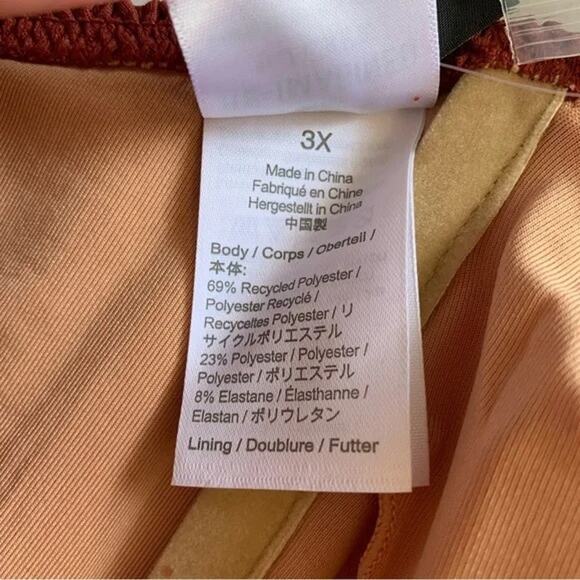 3X
Made in China
Fabriqué en Chine
Hergestellt in China
中国製
Body / Corps / Oberteil /
本体:
69% Recycled Polyester /
Polyester Recyclé /
Recyceltes Polyester / リ
サイクルポリエステル
23% Polyester / Polyester /
Polyester / ポリエステル
8% Elastane / Élasthanne /
Elastan / ポリウレタン
Lining / Doublure / Futter